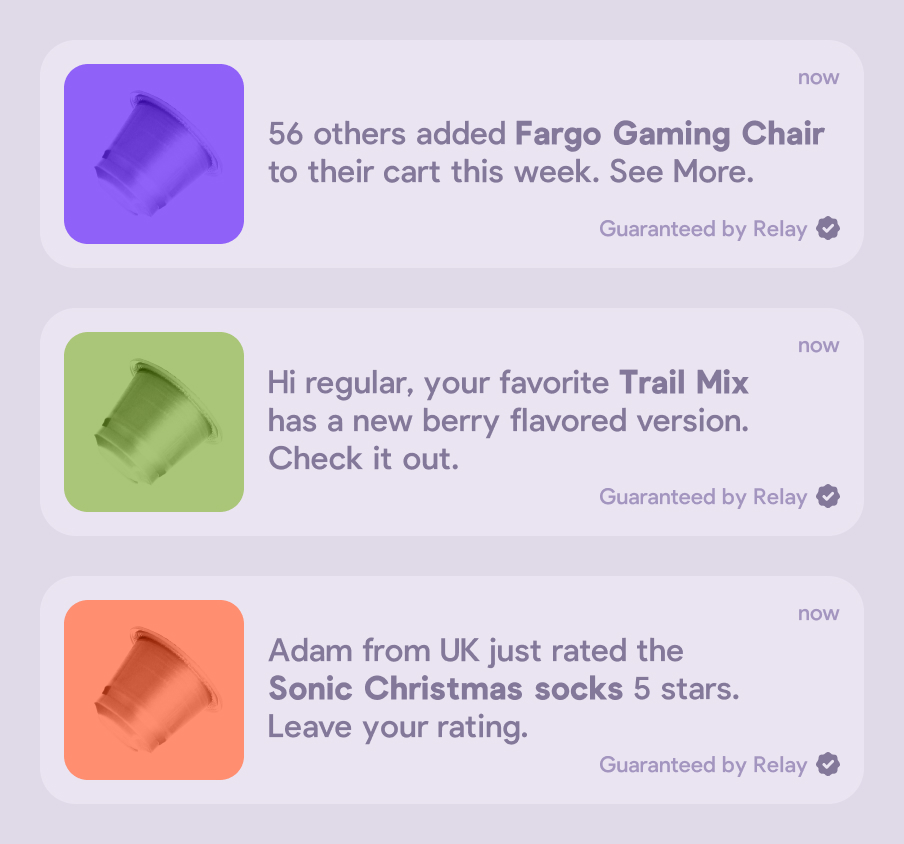 now
56 others added Fargo Gaming Chair
to their cart this week. See More.
Guaranteed by Relay
now
Hi regular, your favorite Trail Mix
has a new berry flavored version.
Check it out.
Guaranteed by Relay
now
Adam from UK just rated the
Sonic Christmas socks 5 stars.
Leave your rating.
Guaranteed by Relay